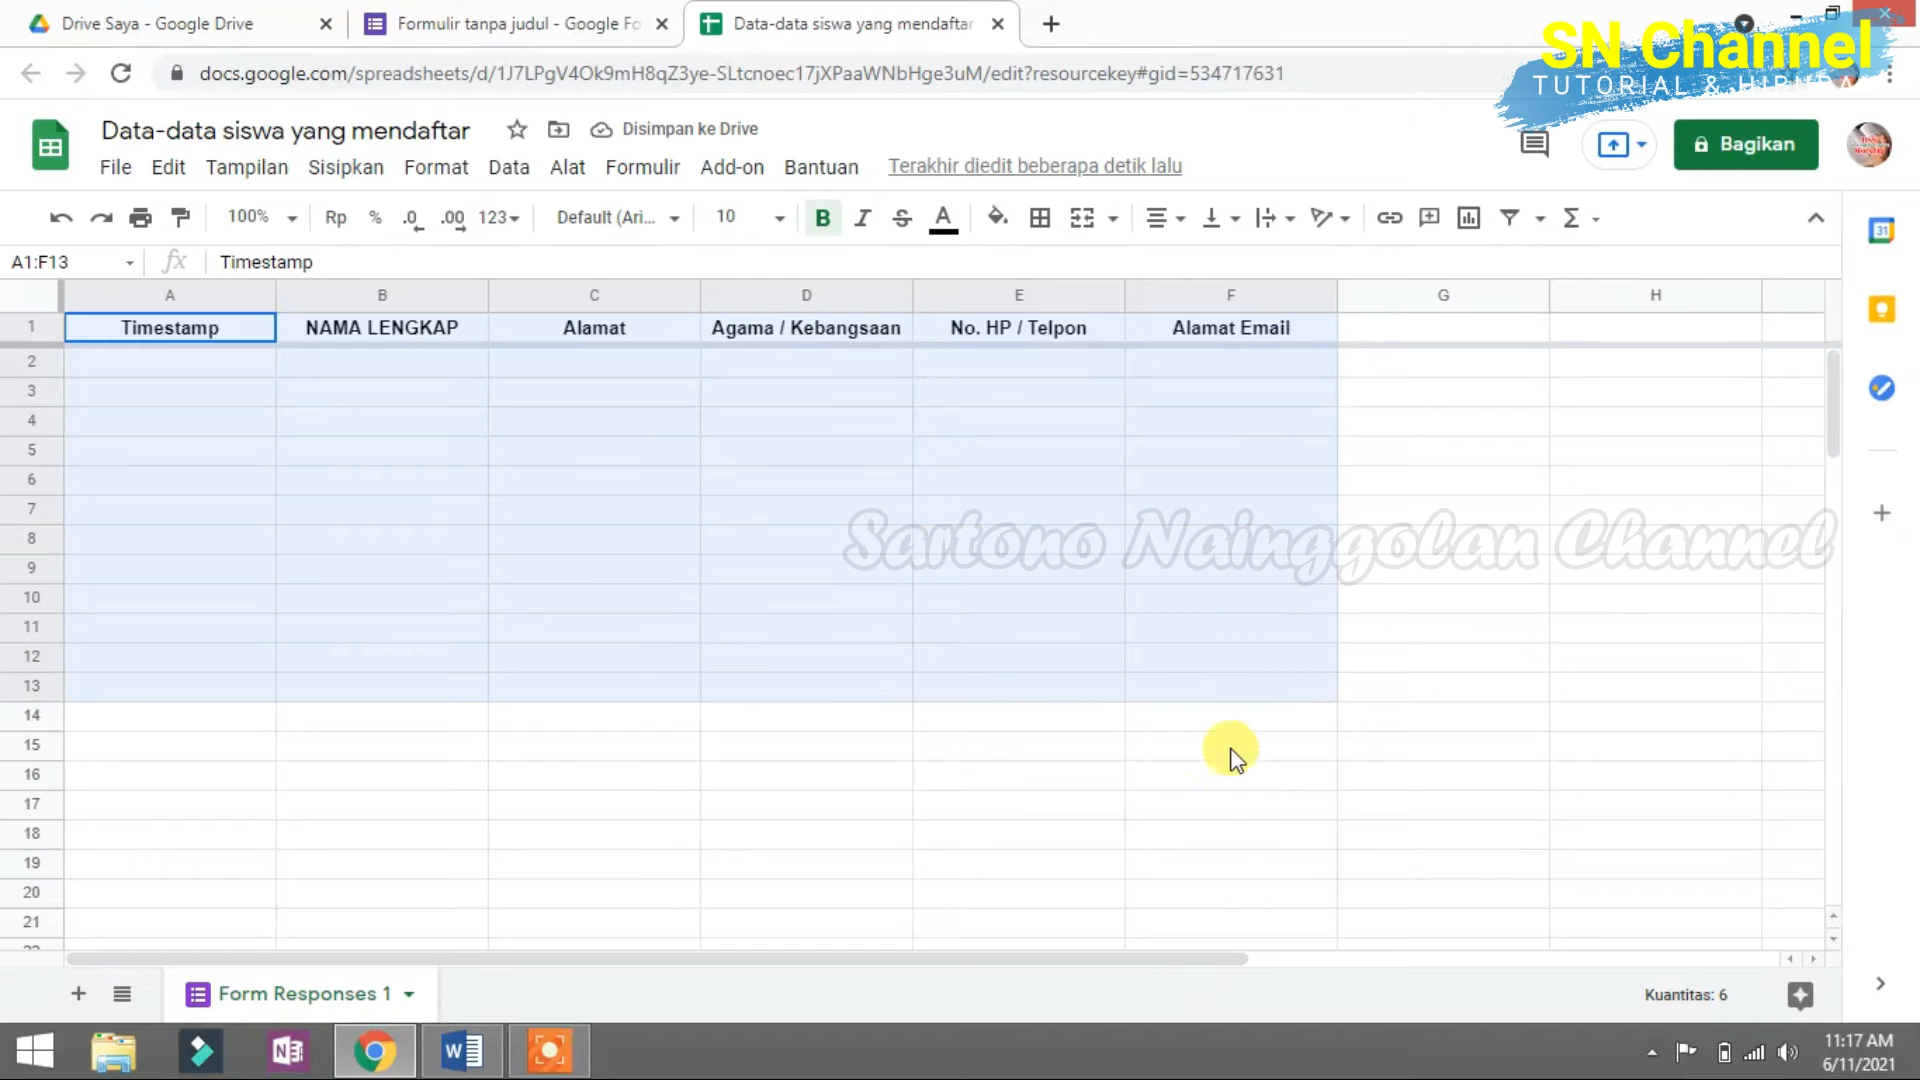 Drive Saya - Google Drive
Formulir tanpa judul - Google Fo
Data-data siswa yang mendaftar
SN Channel
TUTORIAL &
docs.google.com/spreadsheets/d/1J7LPgV4Ok9mH8qZ3ye-SLtcnoec17jXPaaWNbHge3uM/edit?resourcekey#gid=534717631
Data-data siswa yang mendaftar
Disimpan ke Drive
Bagikan
File Edit Tampilan Sisipkan Format Data Alat Formulir Add-on Bantuan Terakhir diedit beberapa detik lalu
100% Rp % .0 .00 123 Default (Ari... 10 B I S A Σ
31
A1:F13 fx Timestamp
A B C D E F G H
1 Timestamp NAMA LENGKAP Alamat Agama / Kebangsaan No. HP / Telpon Alamat Email
2
3
4
5
6
7
Sartono Nainggolan Channel
8
9
10
11
12
13
14
15
16
17
18
19
20
21
Form Responses 1
Kuantitas: 6
N
W
11:17 AM
6/11/2021